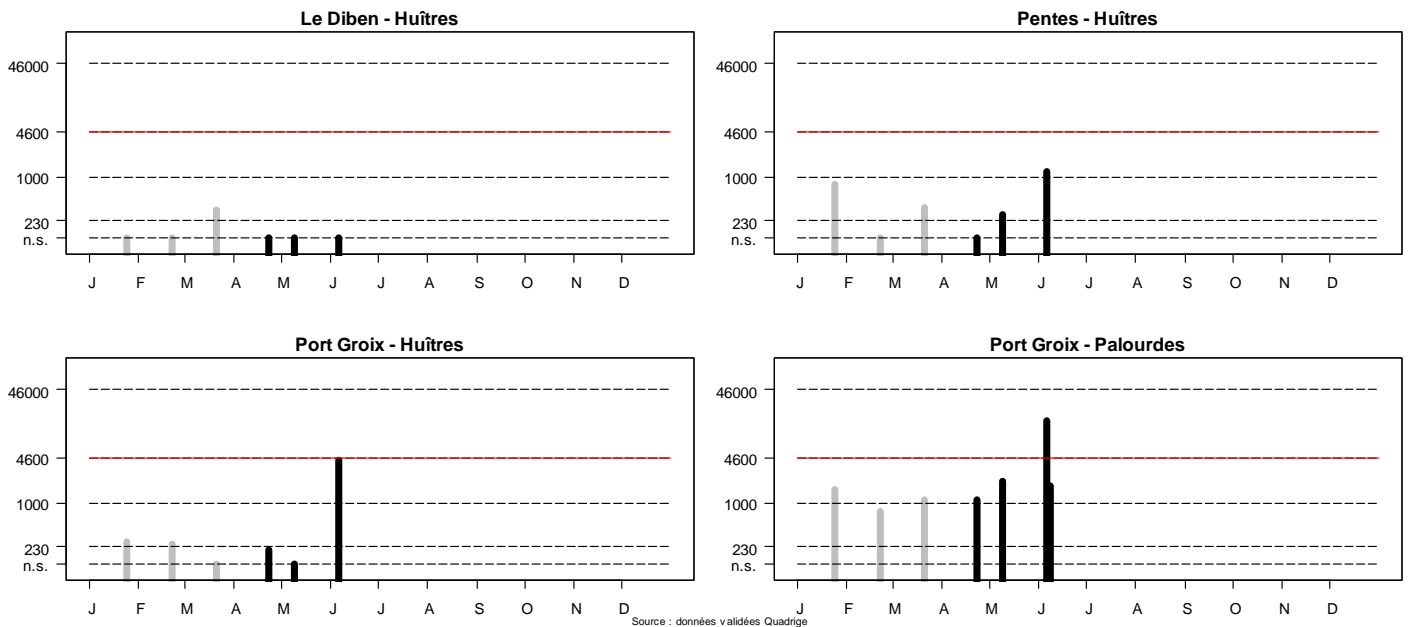 Le Diben - Huîtres
46000
4600
1000
230
n.s.
J F M A M J J A S O N D
Pentes - Huîtres
46000
4600
1000
230
n.s.
J F M A M J J A S O N D
Port Groix - Huîtres
46000
4600
1000
230
n.s.
J F M A M J J A S O N D
Port Groix - Palourdes
46000
4600
1000
230
n.s.
J F M A M J J A S O N D
Source : données validées Quadrige